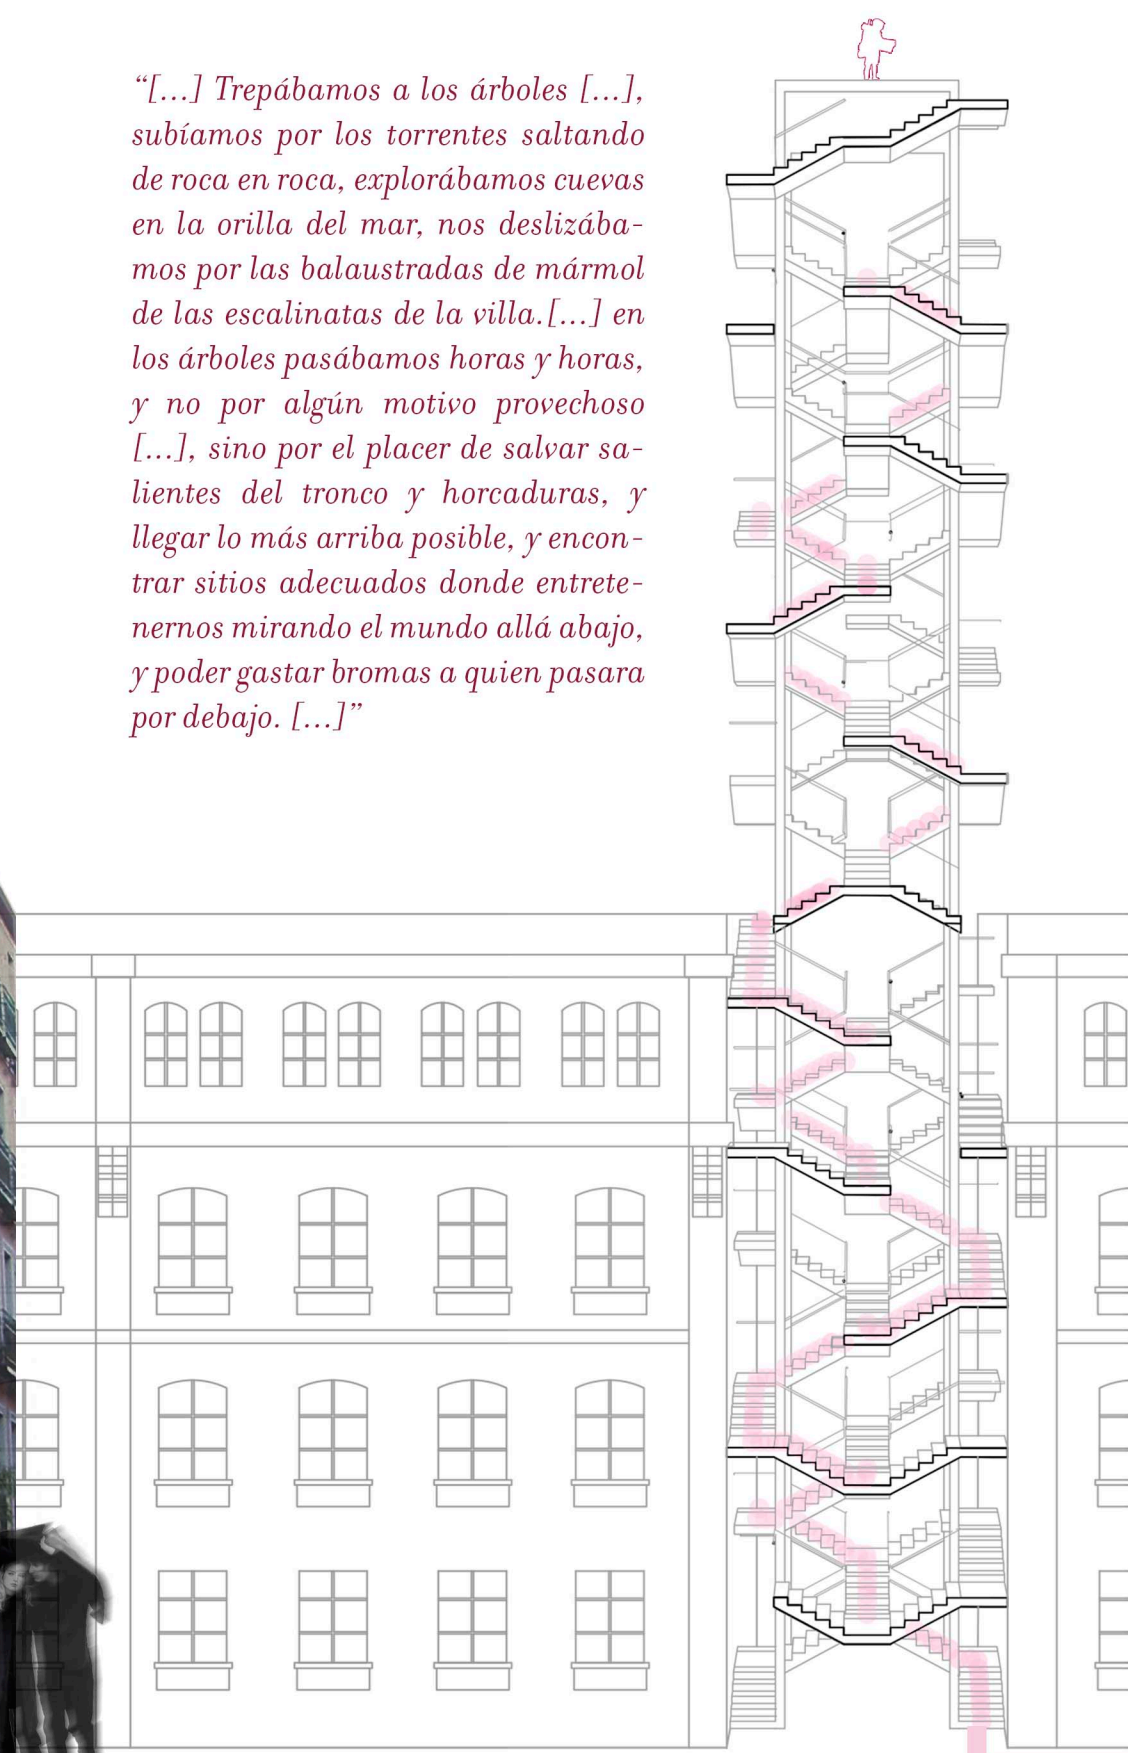 “[...] Trepábamos a los árboles [...],
subíamos por los torrentes saltando
de roca en roca, explorábamos cuevas
en la orilla del mar, nos deslizába-
mos por las balaustradas de mármol
de las escalinatas de la villa.[...] en
los árboles pasábamos horas y horas,
y no por algún motivo provechoso
[...], sino por el placer de salvar sa-
lientes del tronco y horcaduras, y
llegar lo más arriba posible, y encon-
trar sitios adecuados donde entrete-
nernos mirando el mundo allá abajo,
y poder gastar bromas a quien pasara
por debajo. [...]”